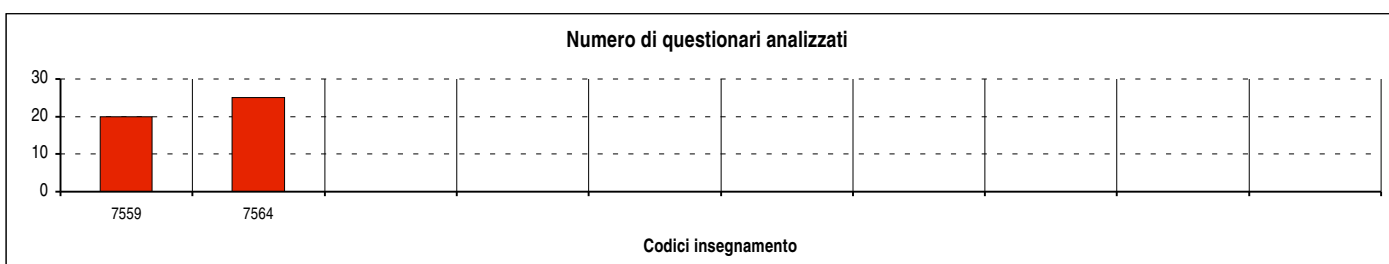 Numero di questionari analizzati
30
20
10
0
7559 7564
Codici insegnamento